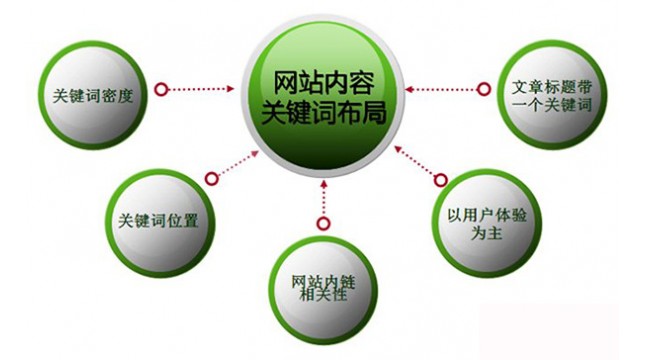 网站内容
关键词布局
关键词密度
文章标题带
一个关键词
关键词位置
以用户体验
为主
网站内链
相关性